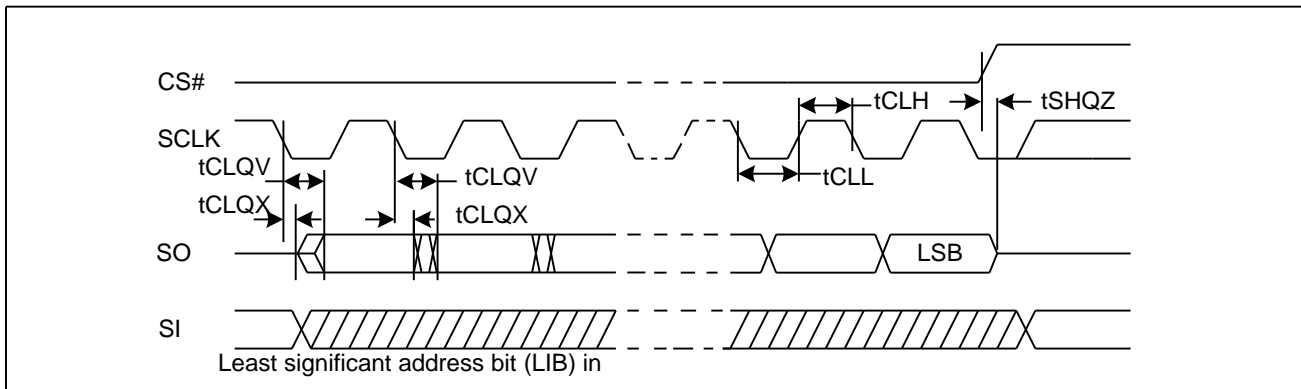 CS#
tCLH
tSHQZ
SCLK
tCLQV
tCLQV
tCLL
tCLQX
tCLQX
SO
LSB
SI
Least significant address bit (LIB) in